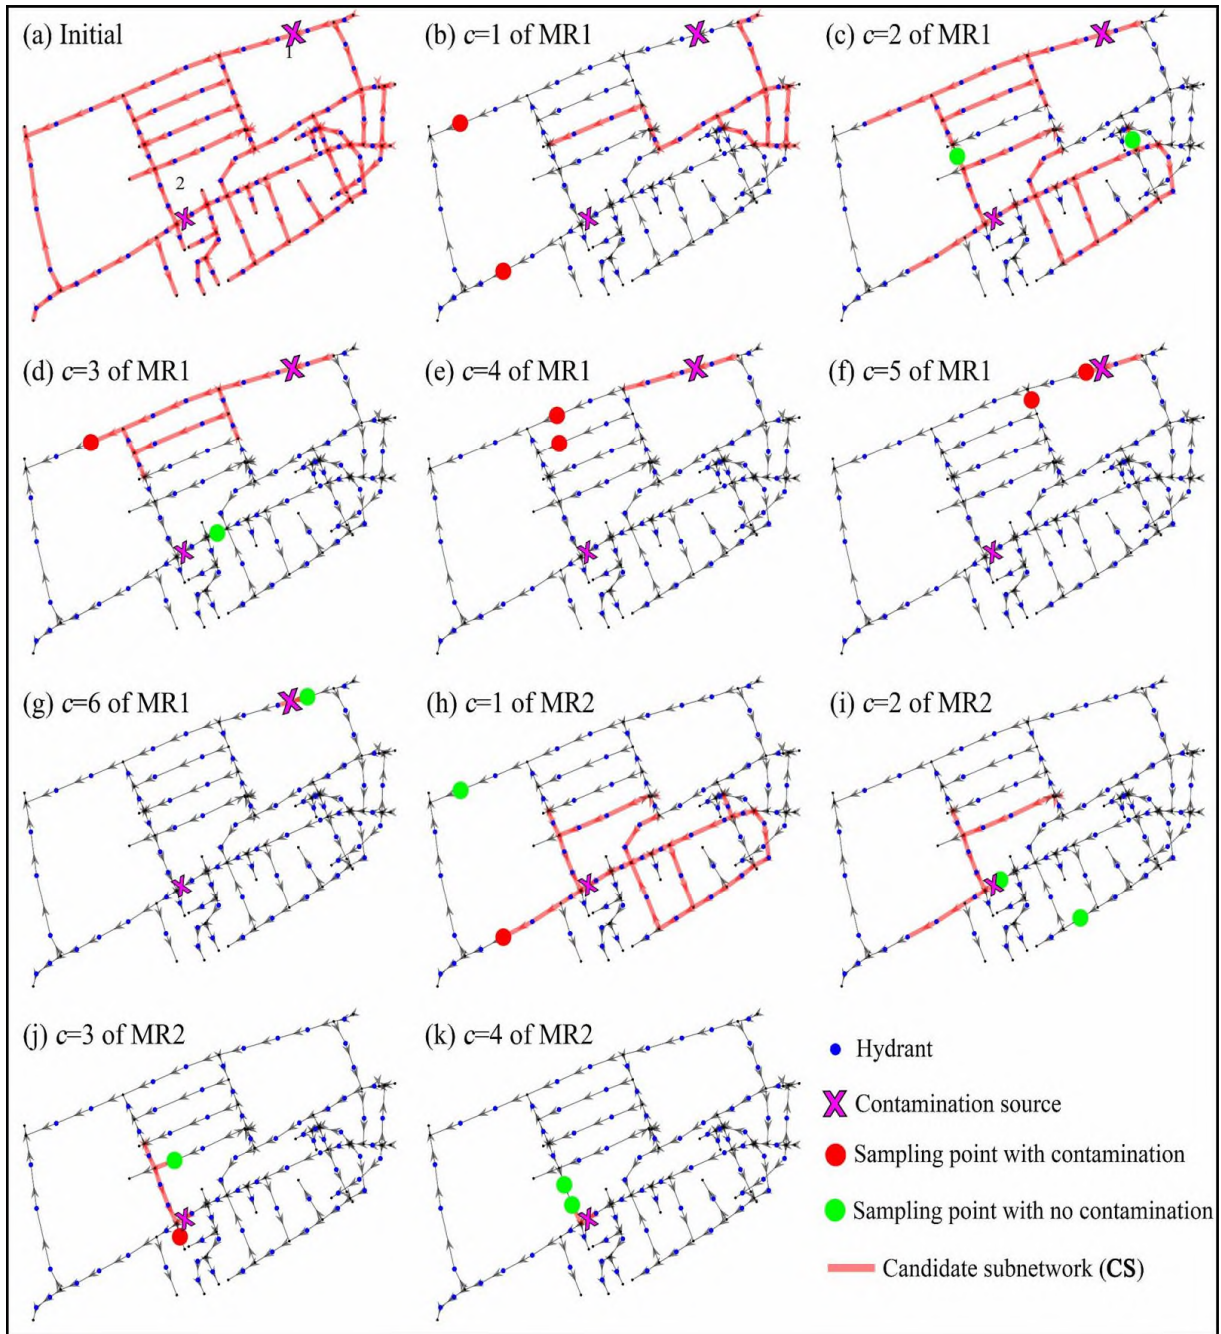 (a) Initial
1
2
(b) c=1 of MR1
(c) c=2 of MR1
(d) c=3 of MR1
(e) c=4 of MR1
(f) c=5 of MR1
(g) c=6 of MR1
(h) c=1 of MR2
(i) c=2 of MR2
(j) c=3 of MR2
(k) c=4 of MR2
Hydrant
Contamination source
Sampling point with contamination
Sampling point with no contamination
Candidate subnetwork (CS)